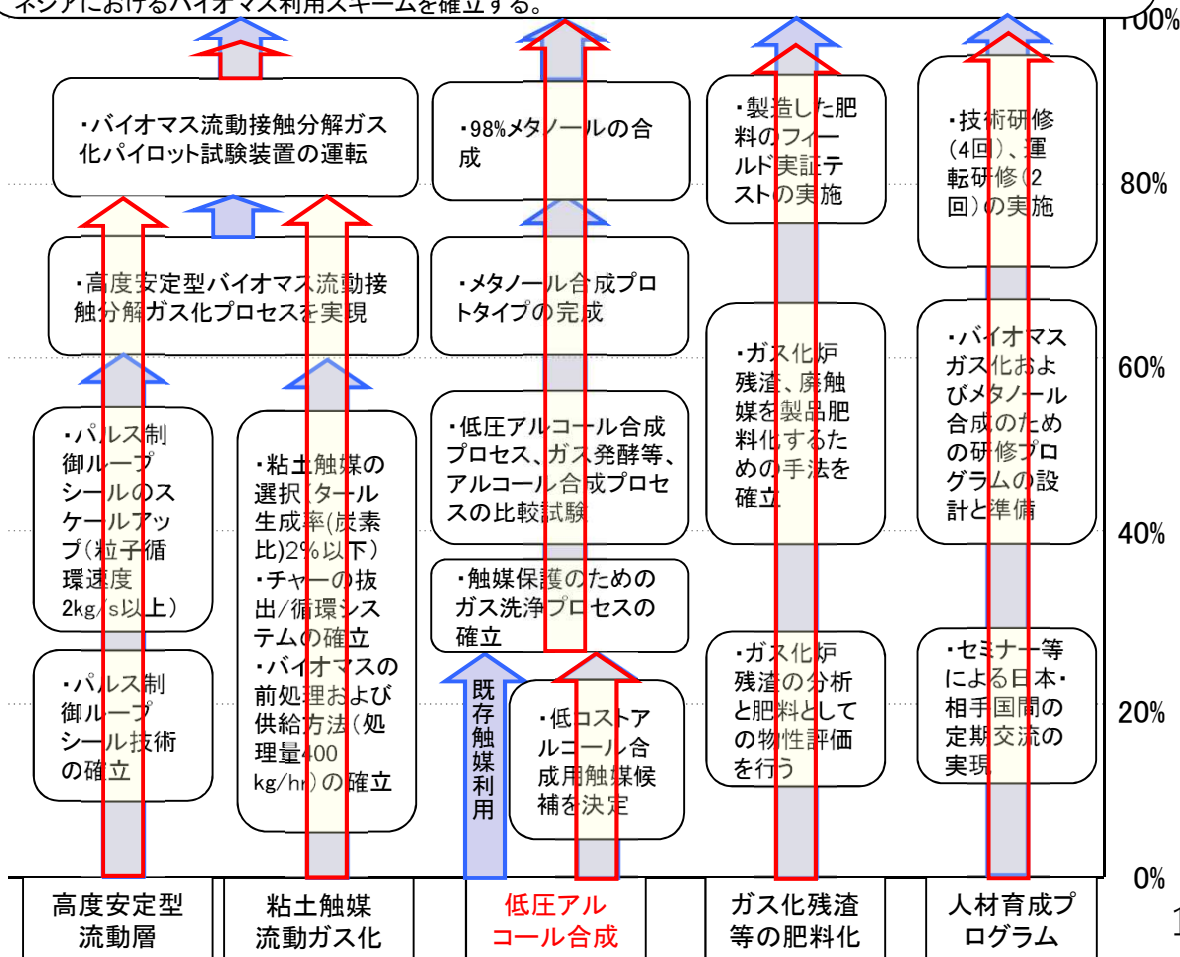 ネシアにおけるバイオマス利用スキームを確立する。
100%
・バイオマス流動接触分解ガス
化パイロット試験装置の運転
・98%メタノールの合
成
・製造した肥
料のフィー
ルド実証テ
ストの実施
・技術研修
(4回)、運
転研修(2
回)の実施
80%
・高度安定型バイオマス流動接
触分解ガス化プロセスを実現
・メタノール合成プロ
トタイプの完成
60%
・パルス制
御ループ
シールのス
ケールアッ
プ(粒子循
環速度
2kg/s以上)
・粘土触媒の
選択(タール
生成率(炭素
比)2%以下)
・チャーの抜
出/循環シス
テムの確立
・バイオマスの
前処理および
供給方法(処
理量400
kg/hr)の確立
・低圧アルコール合成
プロセス、ガス発酵等、
アルコール合成プロセ
スの比較試験
・ガス化炉
残渣、廃触
媒を製品肥
料化するた
めの手法を
確立
・バイオマス
ガス化およ
びメタノール
合成のため
の研修プロ
グラムの設
計と準備
40%
・触媒保護のための
ガス洗浄プロセスの
確立
・パルス制
御ループ
シール技術
の確立
既存触媒利用
・低コストア
ルコール合
成用触媒候
補を決定
・ガス化炉
残渣の分析
と肥料として
の物性評価
を行う
・セミナー等
による日本・
相手国間の
定期交流の
実現
20%
0%
高度安定型
流動層
粘土触媒
流動ガス化
低圧アル
コール合成
ガス化残渣
等の肥料化
人材育成プ
ログラム
1